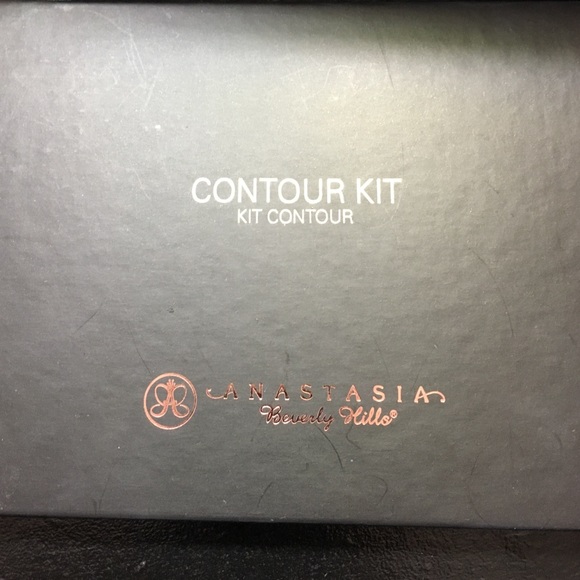 CONTOUR KIT
KIT CONTOUR
ANASTASIA
Beverly Hills®